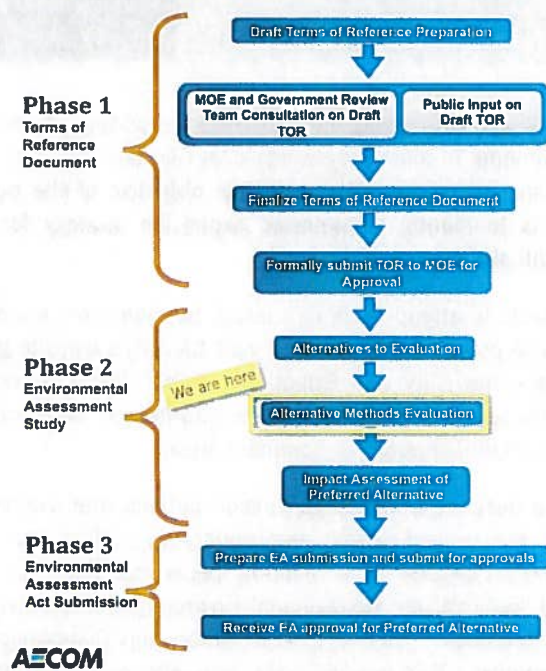 Draft Terms of Reference Preparation
Phase 1
Terms of
Reference
Document
MOE and Government Review
Team Consultation on Draft
TOR
Public Input on
Draft TOR
Finalize Terms of Reference Document
Formally submit TOR to MOE for
Approval
Phase 2
Environmental
Assessment
Study
Alternatives to Evaluation
We are here
Alternative Methods Evaluation
Impact Assessment of
Preferred Alternative
Phase 3
Environmental
Assessment
Act Submission
Prepare EA submission and submit for approvals
Receive EA approval for Preferred Alternative
AECOM